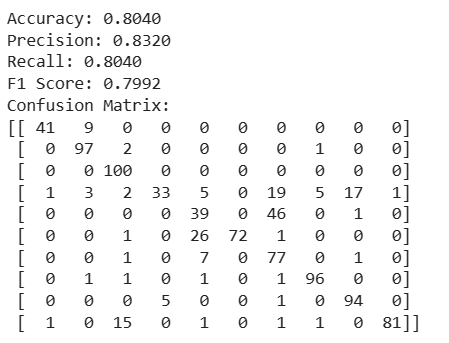 Accuracy: 0.8040
Precision: 0.8320
Recall: 0.8040
F1 Score: 0.7992
Confusion Matrix:
[[ 41   9   0   0   0   0   0   0   0   0]
 [  0  97   2   0   0   0   0   1   0   0]
 [  0   0 100   0   0   0   0   0   0   0]
 [  1   3   2  33   5   0  19   5  17   1]
 [  0   0   0   0  39   0  46   0   1   0]
 [  0   0   1   0  26  72   1   0   0   0]
 [  0   0   1   0   7   0  77   0   1   0]
 [  0   1   1   0   1   0   1  96   0   0]
 [  0   0   0   5   0   0   1   0  94   0]
 [  1   0  15   0   1   0   1   1   0  81]]